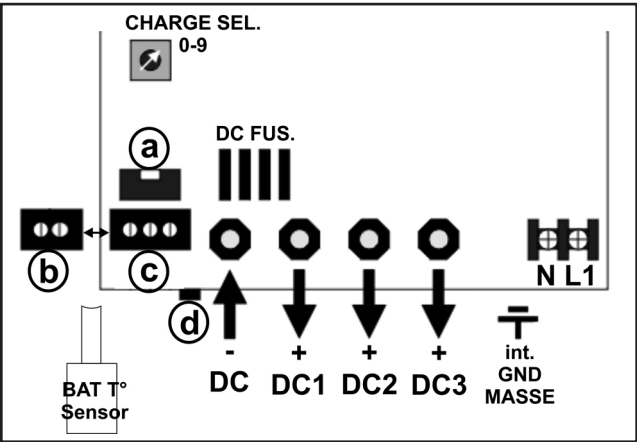 CHARGE SEL.
0-9
a
DC FUS.
b
c
N L1
d
- + + +
DC DC1 DC2 DC3
int.
GND
MASSE
BAT T°
Sensor